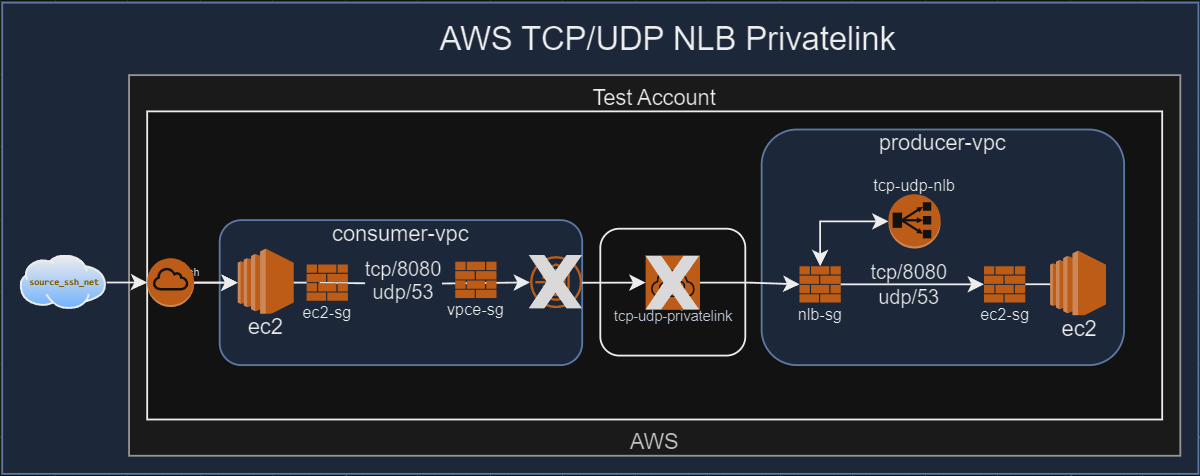 AWS TCP/UDP NLB Privatelink
Test Account
producer-vpc
tcp-udp-nlb
consumer-vpc
source_ssh_net
tcp/8080
udp/53
ec2
ec2-sg
vpce-sg
tcp-udp-privatelink
nlb-sg
tcp/8080
udp/53
ec2-sg
ec2
AWS